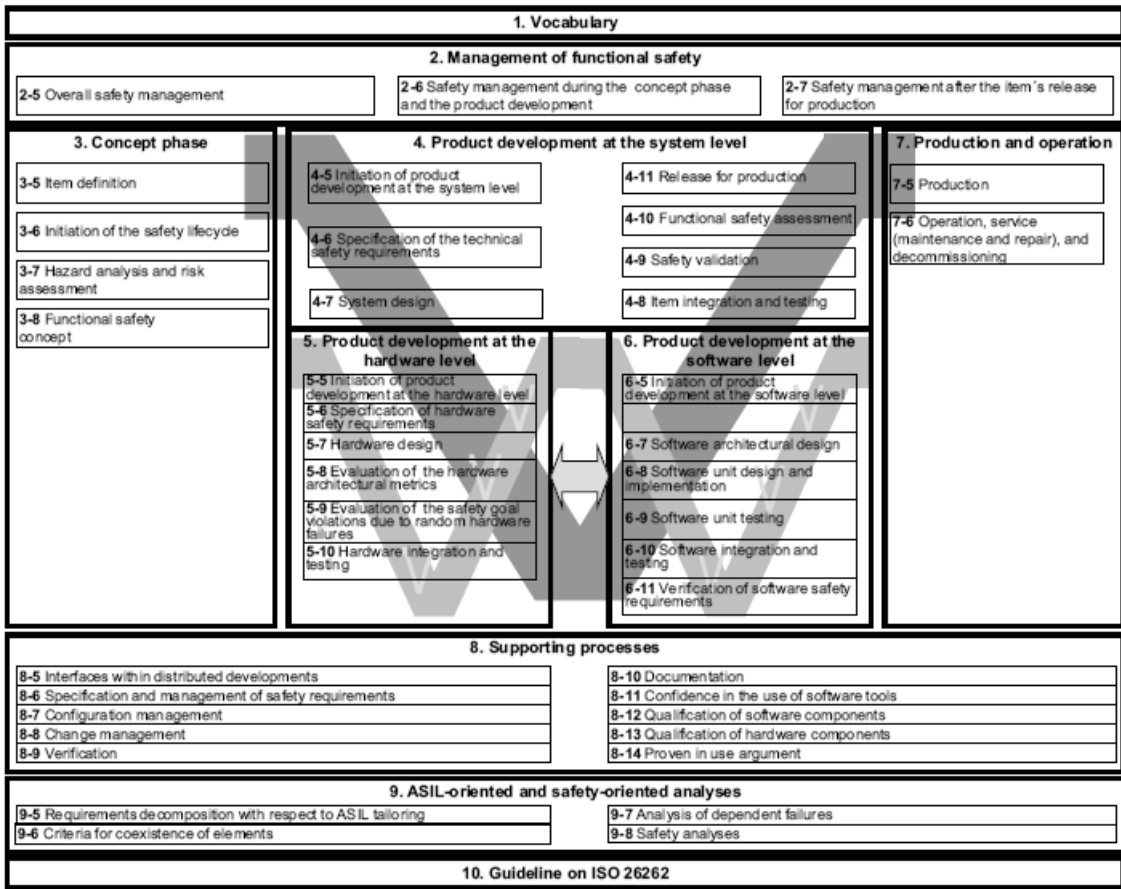 1. Vocabulary
2. Management of functional safety
2-5 Overall safety management
2-6 Safety management during the concept phase
and the product development
2-7 Safety management after the item´s release
for production
3. Concept phase
3-5 Item definition
3-6 Initiation of the safety lifecycle
3-7 Hazard analysis and risk
assessment
3-8 Functional safety
concept
4. Product development at the system level
4-5 Initiation of product
development at the system level
4-6 Specification of the technical
safety requirements
4-7 System design
4-11 Release for production
4-10 Functional safety assessment
4-9 Safety validation
4-8 Item integration and testing
5. Product development at the
hardware level
5-5 Initiation of product
development at the hardware level
5-6 Specification of hardware
safety requirements
5-7 Hardware design
5-8 Evaluation of the hardware
architectural metrics
5-9 Evaluation of the safety goal
violations due to random hardware
failures
5-10 Hardware integration and
testing
6. Product development at the
software level
6-5 Initiation of product
development at the software level
6-7 Software architectural design
6-8 Software unit design and
implementation
6-9 Software unit testing
6-10 Software integration and
testing
6-11 Verification of software safety
requirements
7. Production and operation
7-5 Production
7-6 Operation, service
(maintenance and repair), and
decommissioning
8. Supporting processes
8-5 Interfaces within distributed developments
8-6 Specification and management of safety requirements
8-7 Configuration management
8-8 Change management
8-9 Verification
8-10 Documentation
8-11 Confidence in the use of software tools
8-12 Qualification of software components
8-13 Qualification of hardware components
8-14 Proven in use argument
9. ASIL-oriented and safety-oriented analyses
9-5 Requirements decomposition with respect to ASIL tailoring
9-6 Criteria for coexistence of elements
9-7 Analysis of dependent failures
9-8 Safety analyses
10. Guideline on ISO 26262